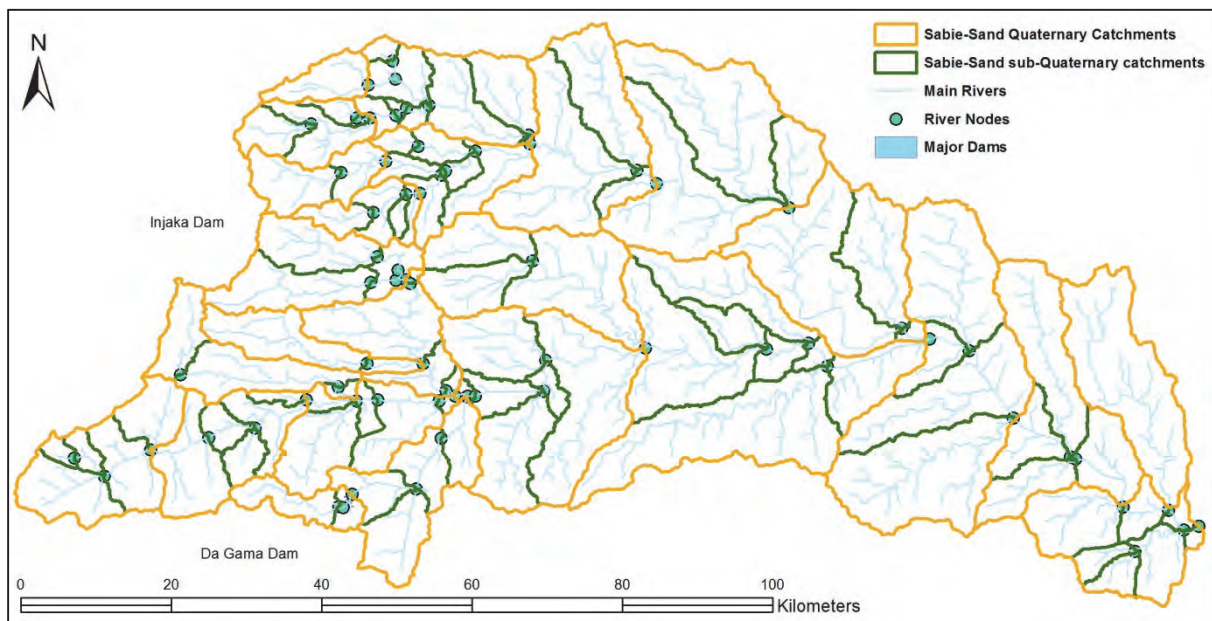 N
Sabie-Sand Quaternary Catchments
Sabie-Sand sub-Quaternary catchments
Main Rivers
River Nodes
Major Dams
Injaka Dam
Da Gama Dam
0 20 40 60 80 100
Kilometers